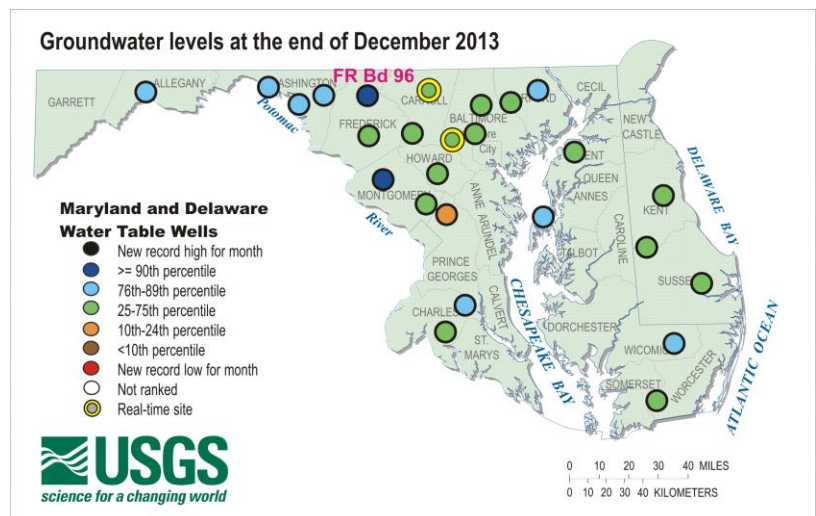 Groundwater levels at the end of December 2013
FR Bd 96
GARRETT
ALLEGANY
ASHINGTON
CARROLL
FREDERICK
BALTIMORE
ore
City
CECIL
NEW
CASTLE
HOWARD
MONTGOMERY
ANNE ARUNDEL
ENT
QUEEN
ANNES
KENT
CAROLINE
TALBOT
SUSSE
PRINCE
GEORGES
CHARLES
CALVERT
ST.
MARYS
DORCHESTER
WICOMIC
SOMERSET
WORCESTER
Potomac
River
CHESAPEAKE BAY
DELAWARE BAY
ATLANTIC OCEAN
Maryland and Delaware
Water Table Wells
New record high for month
>= 90th percentile
76th-89th percentile
25-75th percentile
10th-24th percentile
<10th percentile
New record low for month
Not ranked
Real-time site
USGS
science for a changing world
0 10 20 30 40 MILES
0 10 20 30 40 KILOMETERS